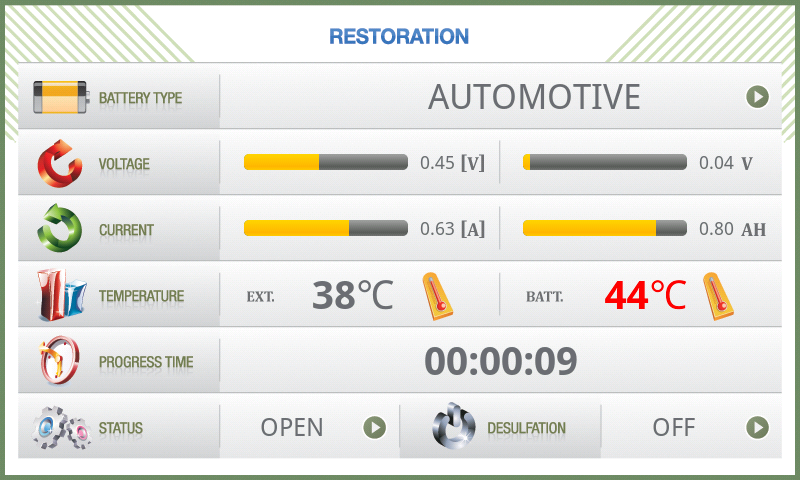 RESTORATION
BATTERY TYPE AUTOMOTIVE
VOLTAGE 0.45 [V] 0.04 V
CURRENT 0.63 [A] 0.80 AH
TEMPERATURE EXT. 38°C BATT. 44°C
PROGRESS TIME 00:00:09
STATUS OPEN DESULFATION OFF